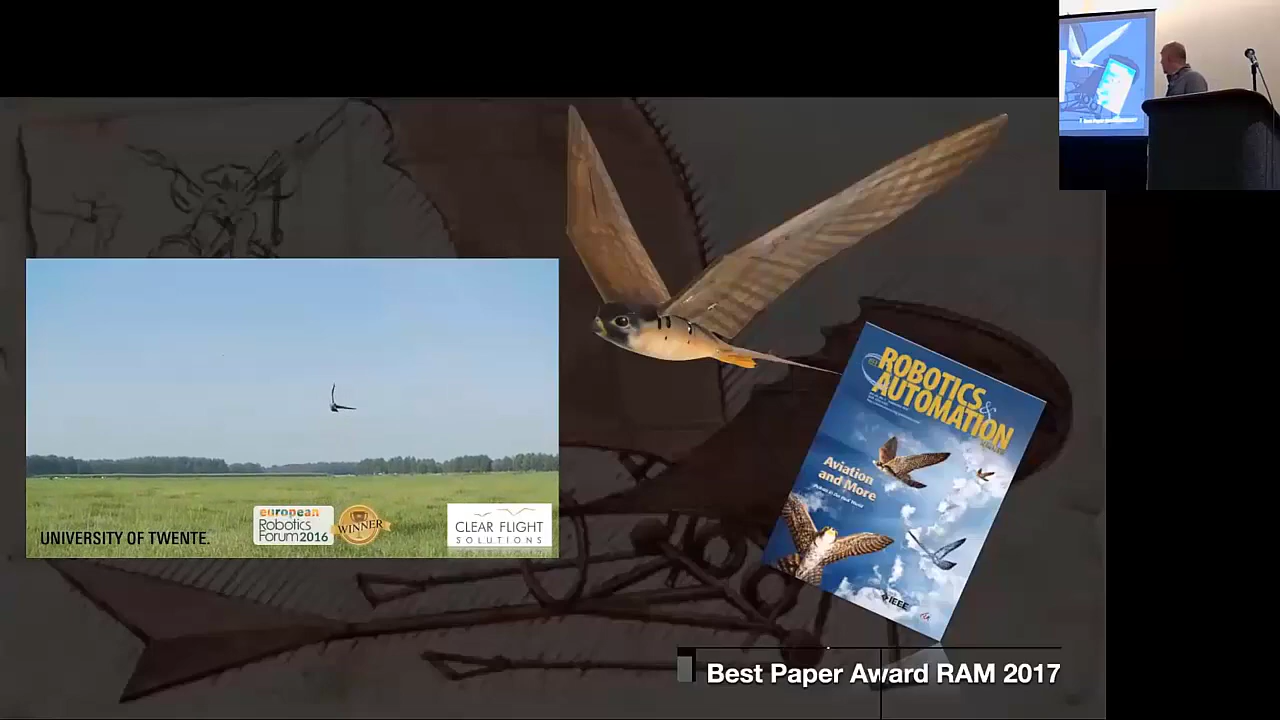 UNIVERSITY OF TWENTE.
european
Robotics
Forum2016
WINNER
CLEAR FLIGHT
SOLUTIONS
ROBOTICS
& AUTOMATION
Aviation
and More
IEEE
Best Paper Award RAM 2017